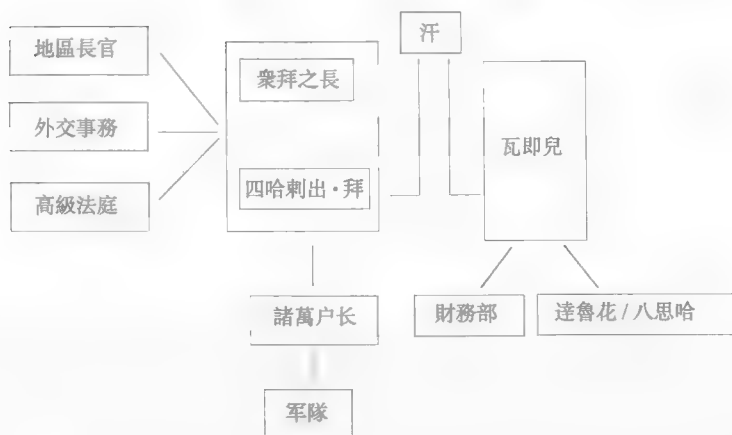 汗
地區長官
衆拜之長
外交事務
瓦即兒
高級法庭
四哈剌出·拜
諸萬户长
財務部
達魯花/八思哈
军隊